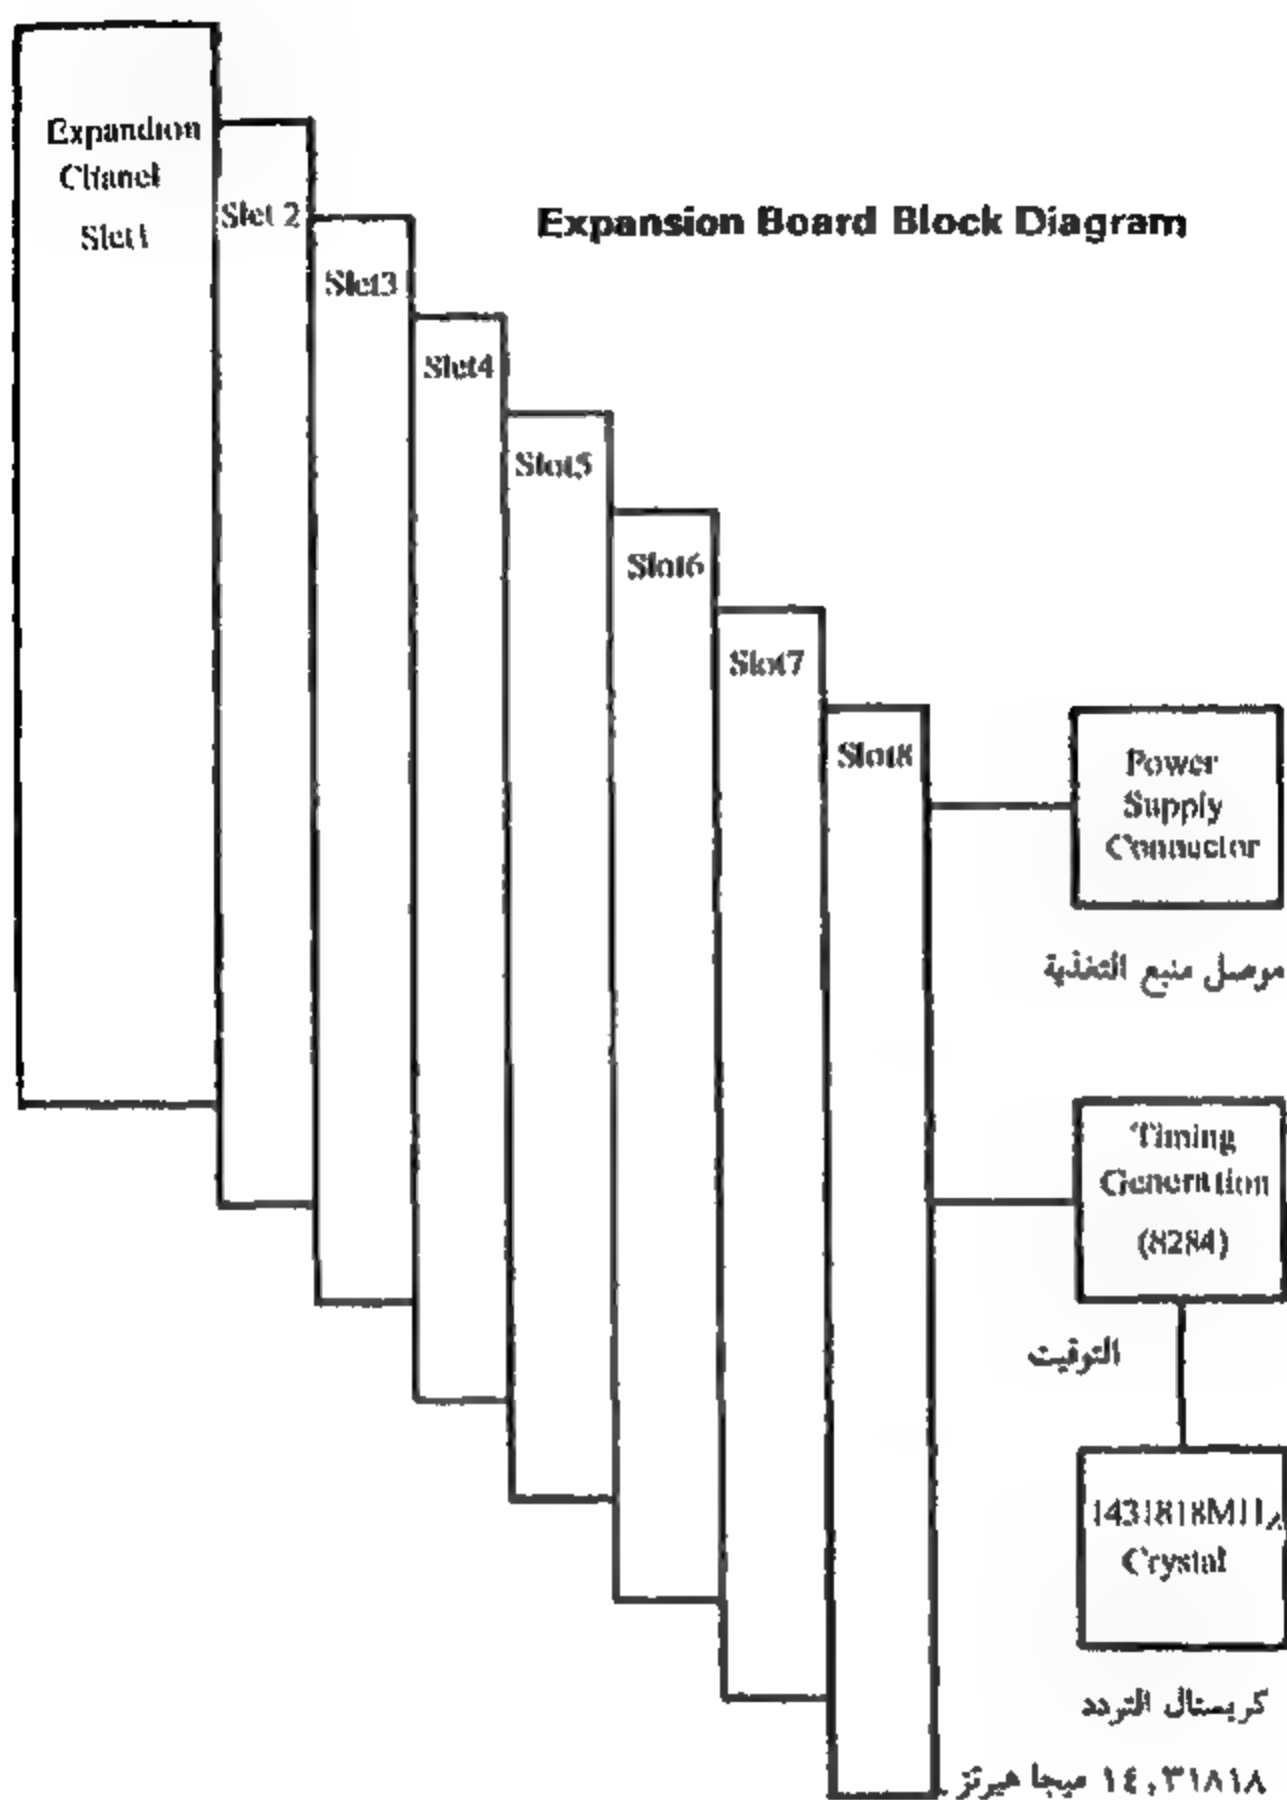 Expandion
Chanel
Slet1
Slet 2
Expansion Board Block Diagram
Slet3
Slet4
Slot5
Slot6
Slot7
Slot8
Power
Supply
Connector
موصل منبع التغذية
Timing
Generation
(8284)
التوقيت
1431818MHz
Crystal
كريستال التردد
١٤,٣١٨١٨ ميجا هيرتز .